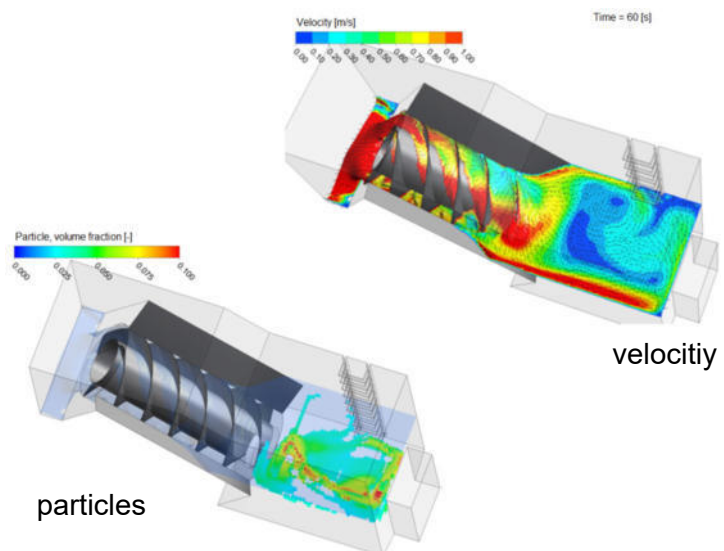 Velocity [m/s]
0.00 0.10 0.20 0.30 0.40 0.50 0.60 0.70 0.80 0.90 1.00
Time = 60 [s]
velocitiy
Particle, volume fraction [-]
0.000 0.025 0.050 0.075 0.100
particles